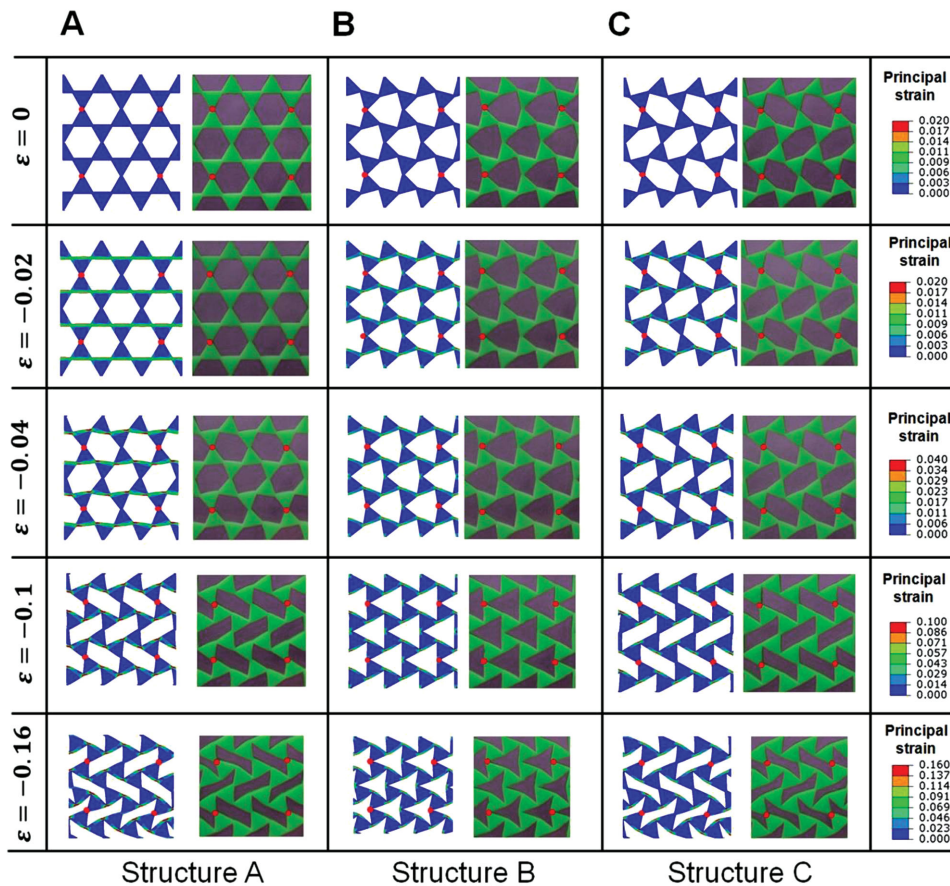 A B C
ε = 0
Principal
strain
0.020
0.017
0.014
0.011
0.009
0.006
0.003
0.000
ε = −0.02
Principal
strain
0.020
0.017
0.014
0.011
0.009
0.006
0.003
0.000
ε = −0.04
Principal
strain
0.040
0.034
0.029
0.023
0.017
0.011
0.006
0.000
ε = −0.1
Principal
strain
0.100
0.086
0.071
0.057
0.043
0.029
0.014
0.000
ε = −0.16
Principal
strain
0.160
0.137
0.114
0.091
0.069
0.046
0.023
0.000
Structure A Structure B Structure C